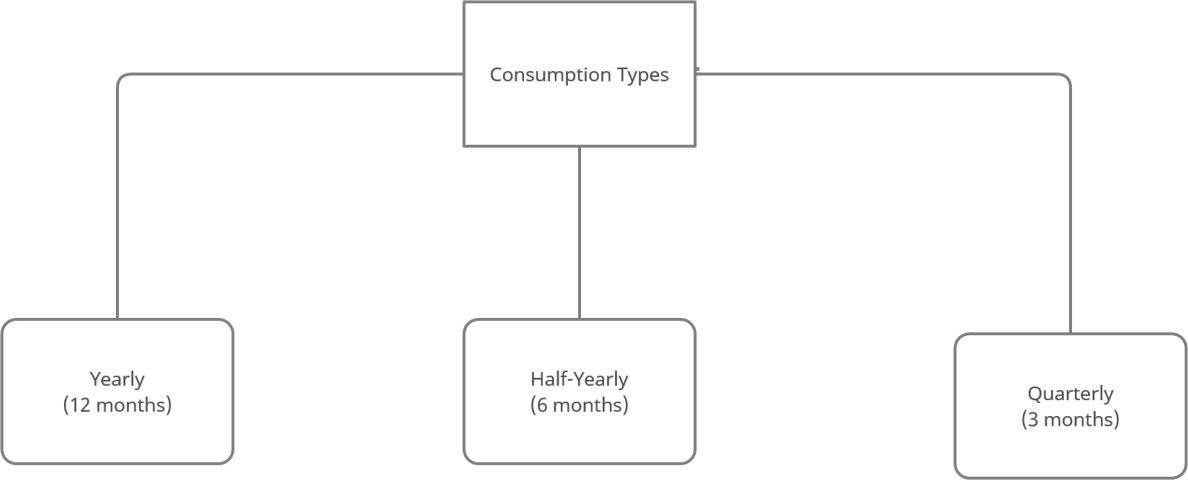 Consumption Types
Yearly
(12 months)
Half-Yearly
(6 months)
Quarterly
(3 months)